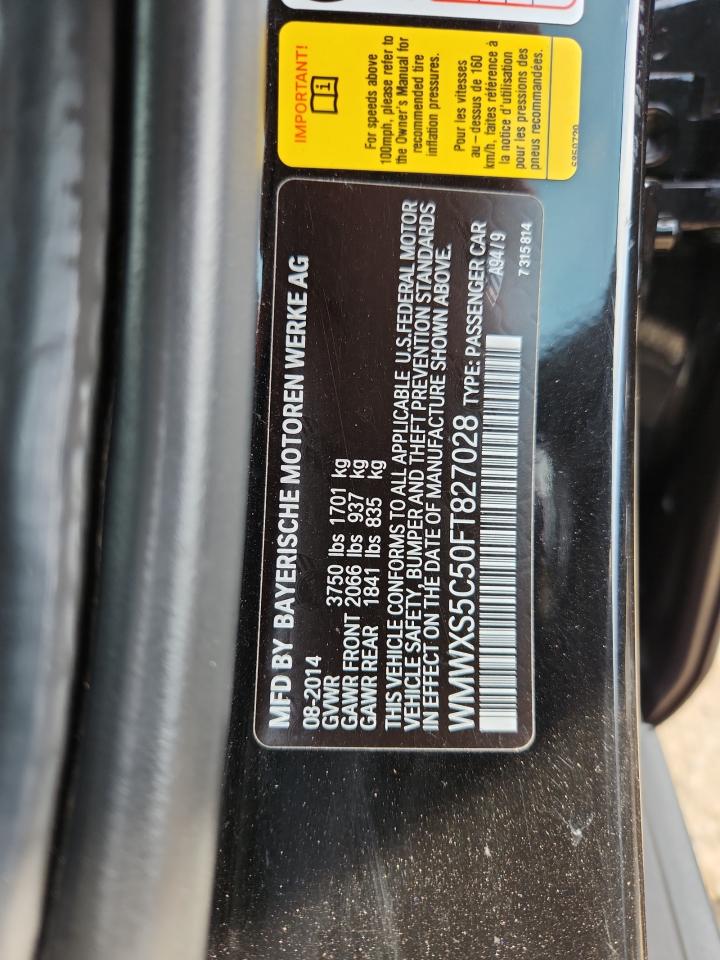 MFD BY BAYERISCHE MOTOREN WERKE AG
08-2014
GVWR 3750 lbs 1701 kg
GAWR FRONT 2066 lbs 937 kg
GAWR REAR 1841 lbs 835 kg
THIS VEHICLE CONFORMS TO ALL APPLICABLE U.S.FEDERAL MOTOR
VEHICLE SAFETY, BUMPER AND THEFT PREVENTION STANDARDS
IN EFFECT ON THE DATE OF MANUFACTURE SHOWN ABOVE.
WMWXS5C50FT827028 TYPE: PASSENGER CAR
A94/9
7 315 814
IMPORTANT!
For speeds above
100mph, please refer to
the Owner's Manual for
recommended tire
inflation pressures.
Pour les vitesses
au-dessus de 160
km/h, faites référence à
la notice d'utilisation
pour les pressions des
pneus recommandées.